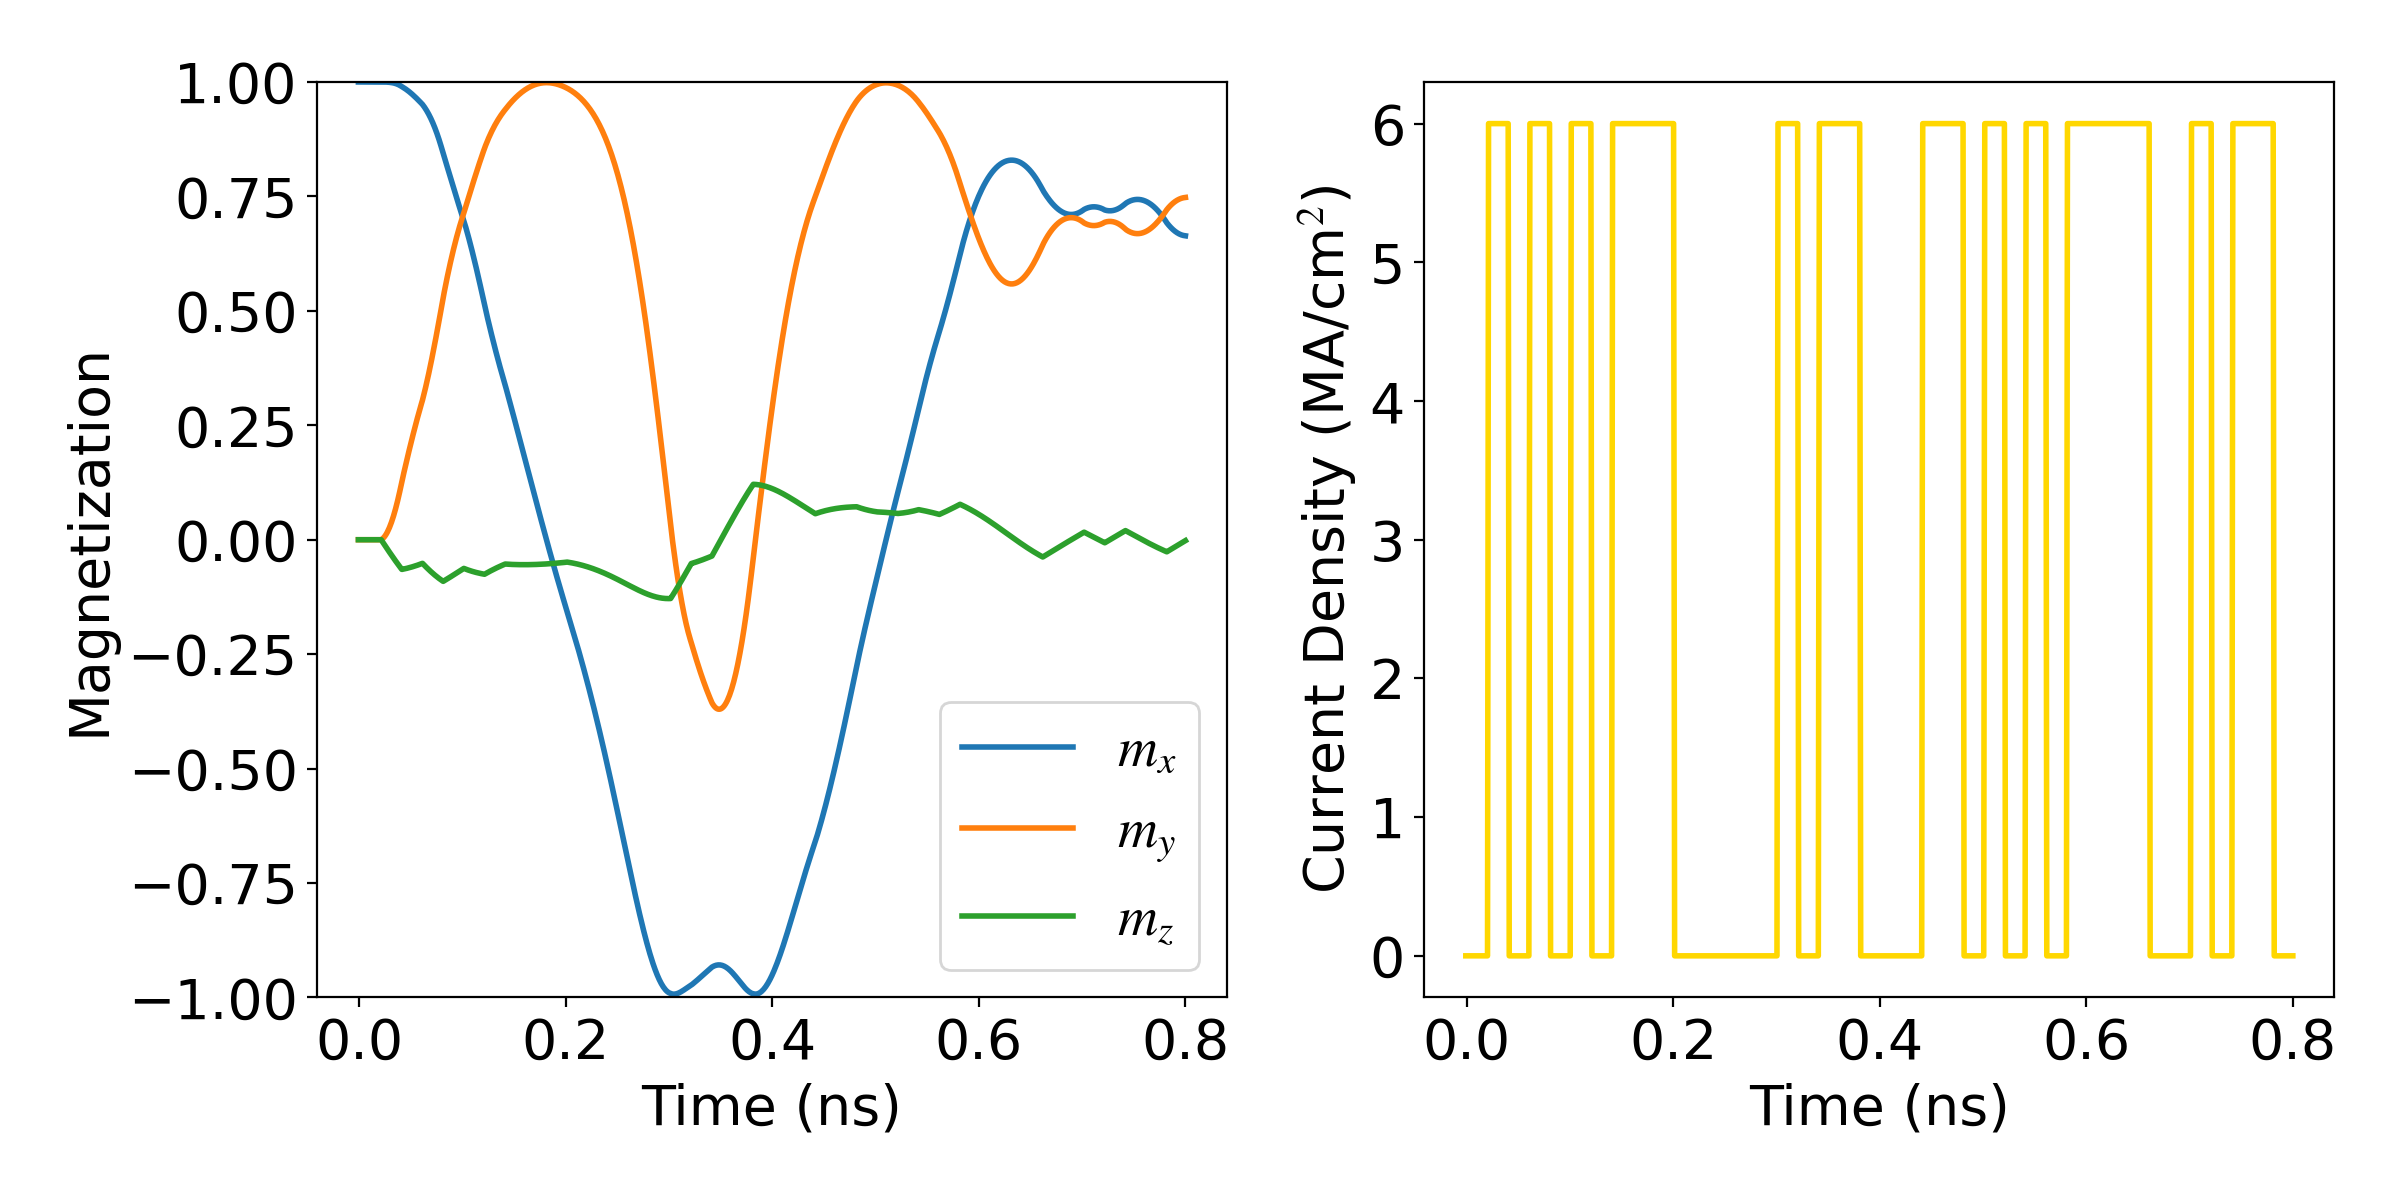 Magnetization
1.00
0.75
0.50
0.25
0.00
−0.25
−0.50
−0.75
−1.00
0.0 0.2 0.4 0.6 0.8
Time (ns)
m_x
m_y
m_z
Current Density (MA/cm²)
6
5
4
3
2
1
0
0.0 0.2 0.4 0.6 0.8
Time (ns)